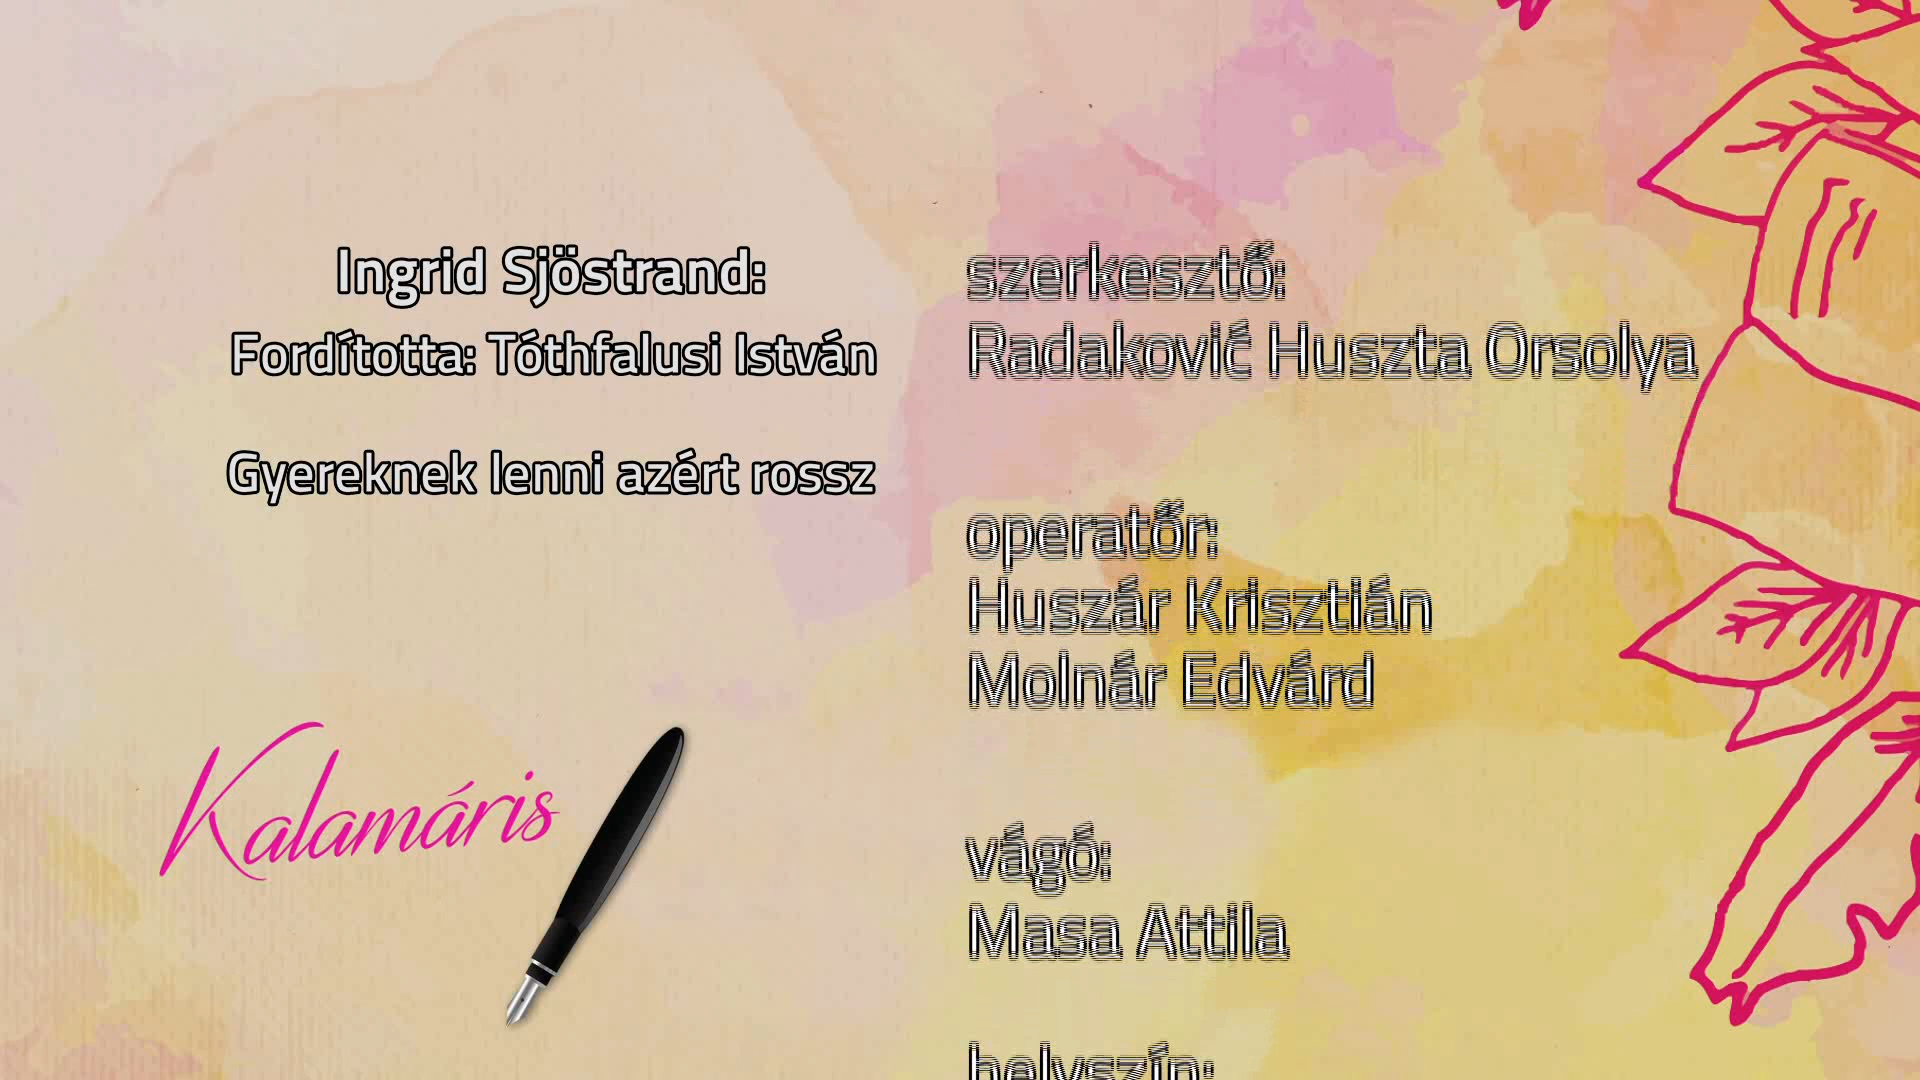 Ingrid Sjöstrand:
Fordította: Tóthfalusi István
Gyereknek lenni azért rossz
Kalamáris
szerkesztő:
Radaković Huszta Orsolya
operatőr:
Huszár Krisztián
Molnár Edvárd
vágó:
Masa Attila
helyszín: